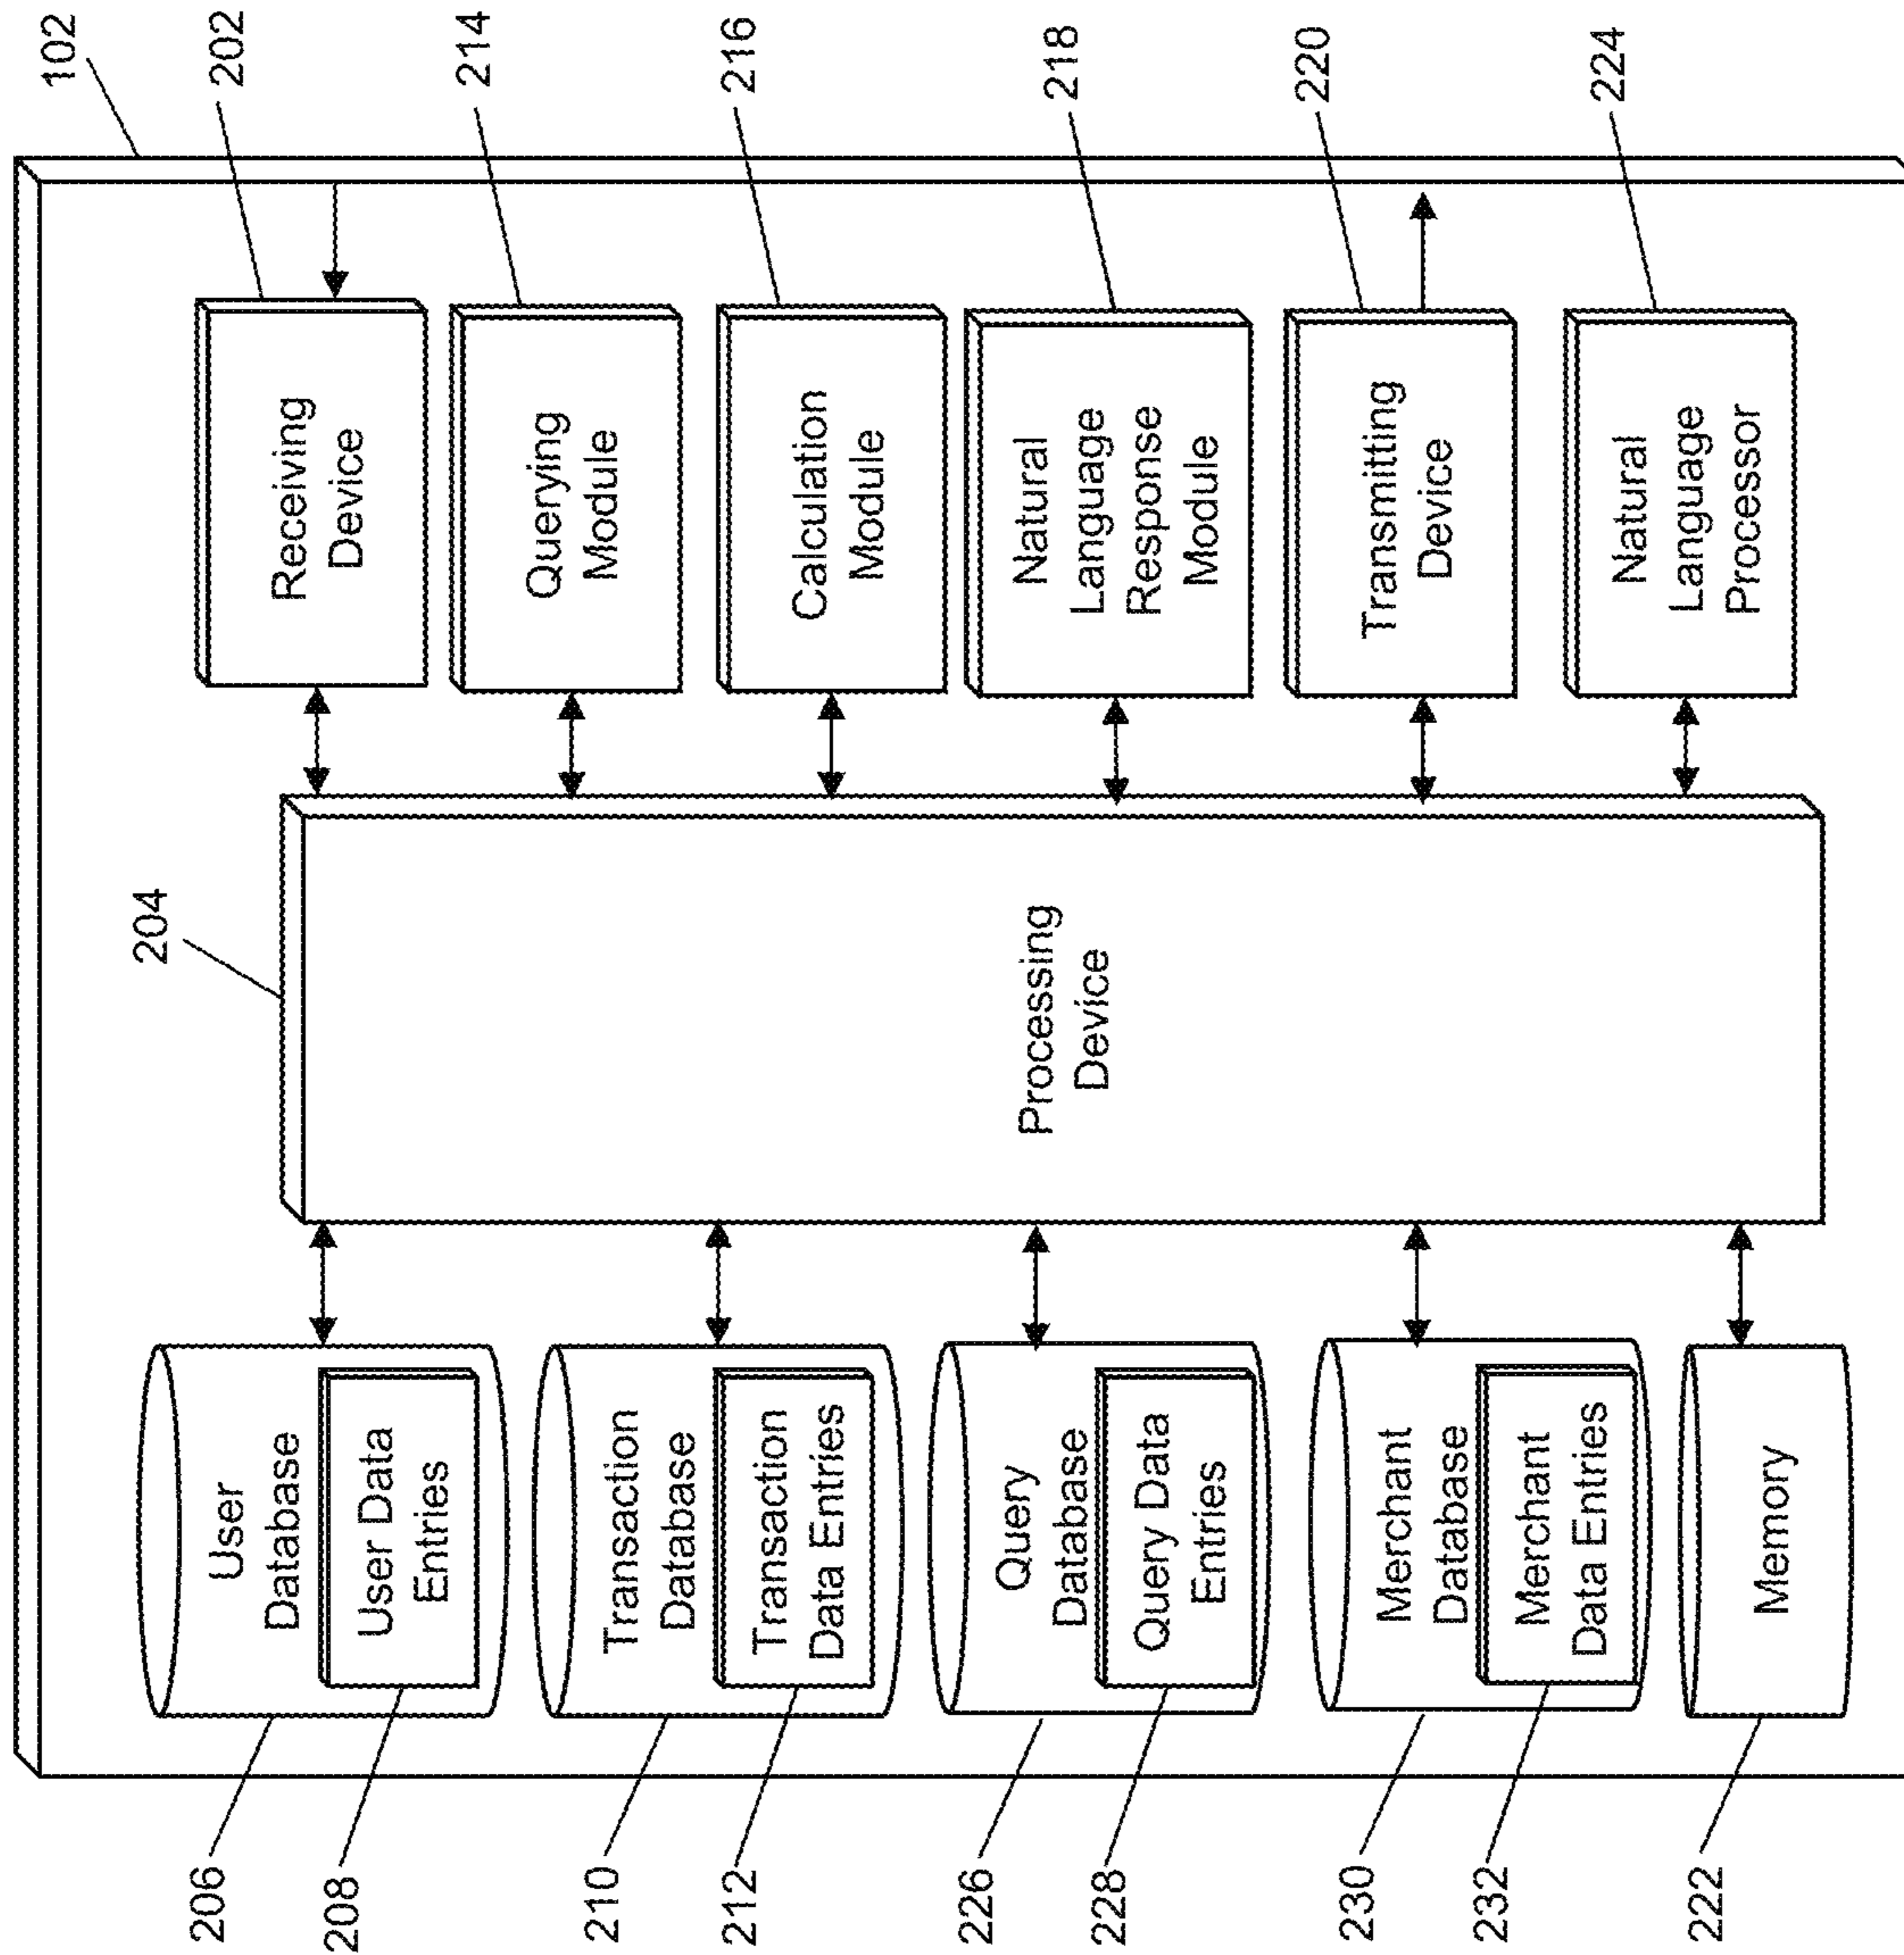 102
204
206
User
Database
208
User Data
Entries
210
Transaction
Database
212
Transaction
Data Entries
226
Query
Database
228
Query Data
Entries
230
Merchant
Database
232
Merchant
Data Entries
222
Memory
Processing
Device
Receiving
Device
202
Querying
Module
214
Calculation
Module
216
Natural
Language
Response
Module
218
Transmitting
Device
220
Natural
Language
Processor
224